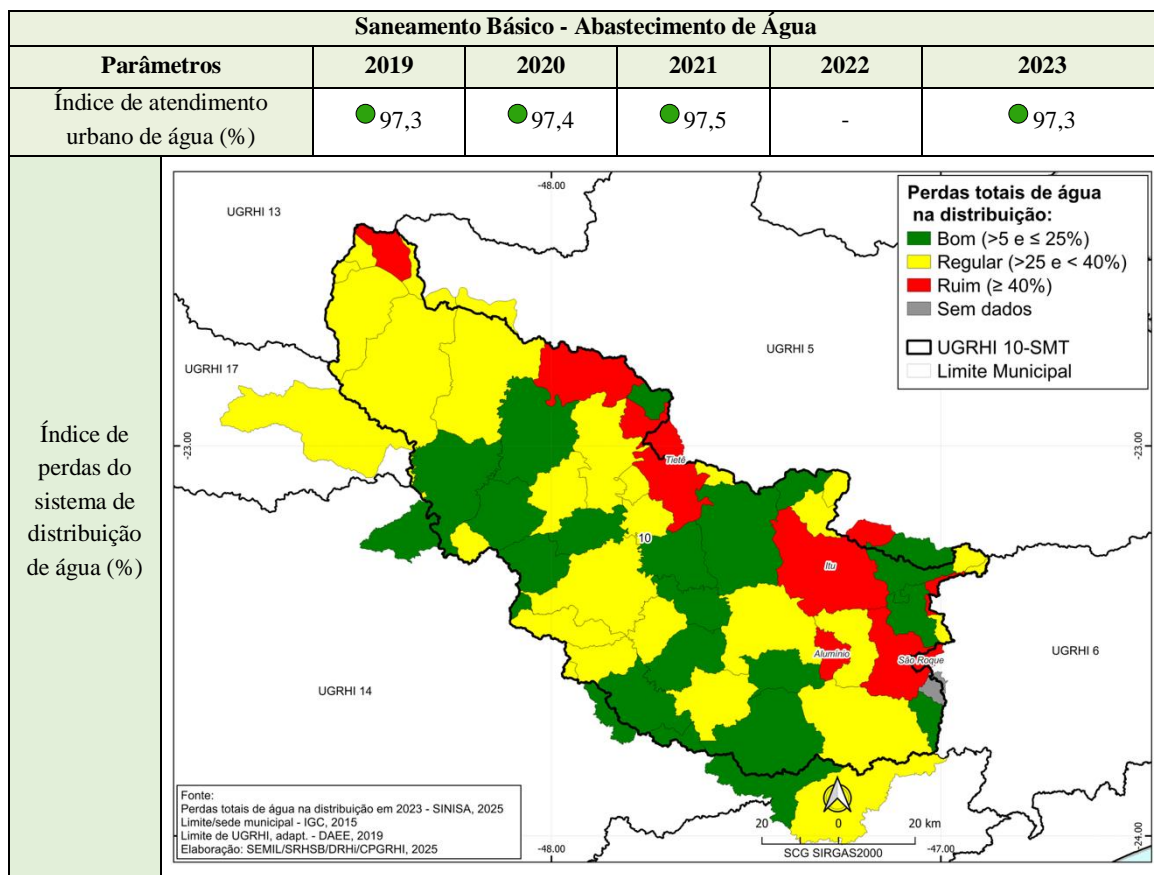 Saneamento Básico - Abastecimento de Água
Parâmetros 2019 2020 2021 2022 2023
Índice de atendimento
urbano de água (%)
97,3 97,4 97,5 - 97,3
Índice de
perdas do
sistema de
distribuição
de água (%)
-48.00
UGRHI 13
UGRHI 5
UGRHI 17
-23.00
-23.00
Tietê
10
Itu
Alumínio
São Roque
UGRHI 6
UGRHI 14
Perdas totais de água
na distribuição:
Bom (>5 e ≤ 25%)
Regular (>25 e < 40%)
Ruim (≥ 40%)
Sem dados
UGRHI 10-SMT
Limite Municipal
Fonte:
Perdas totais de água na distribuição em 2023 - SINISA, 2025
Limite/sede municipal - IGC, 2015
Limite de UGRHI, adapt. - DAEE, 2019
Elaboração: SEMIL/SRHSB/DRHi/CPGRHI, 2025
20 0 20 km
SCG SIRGAS2000
-48.00
-47.00
-24.00